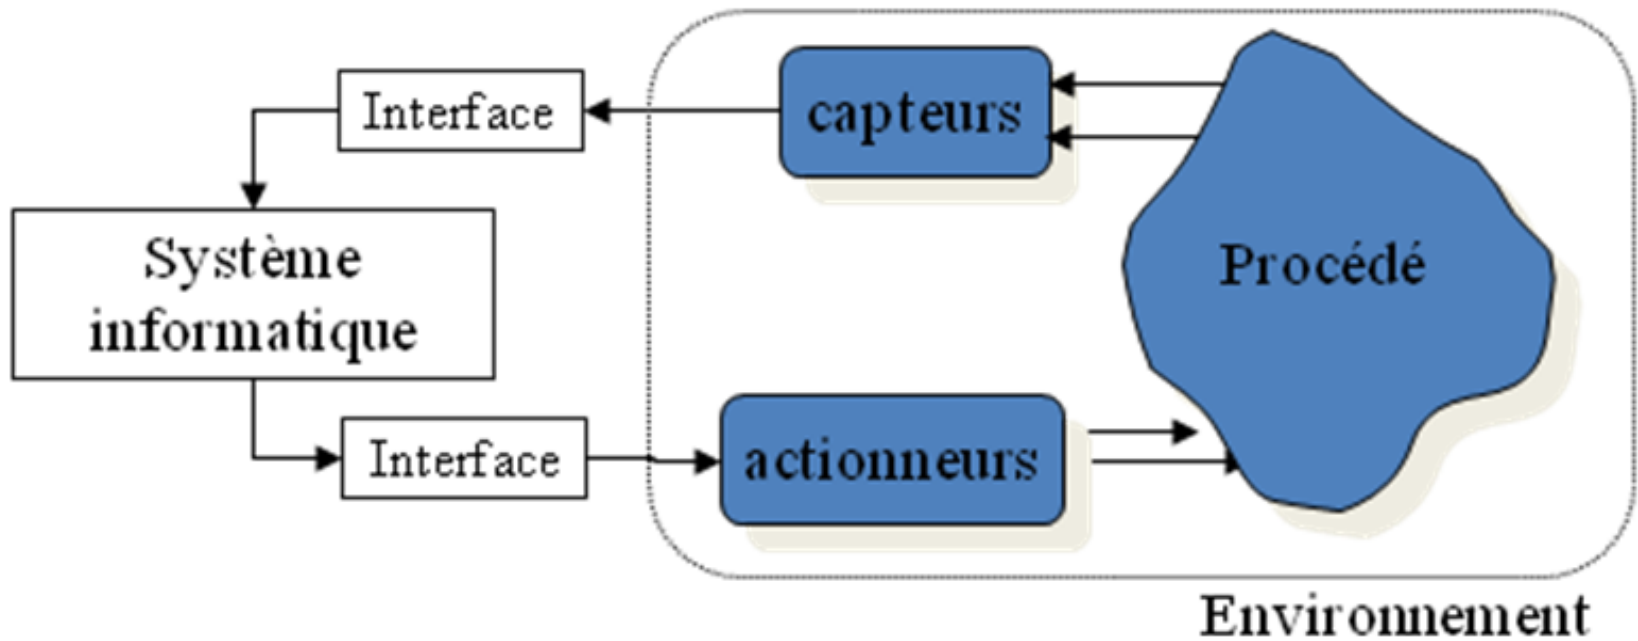 Interface
capteurs
Procédé
Système
informatique
Interface
actionneurs
Environnement